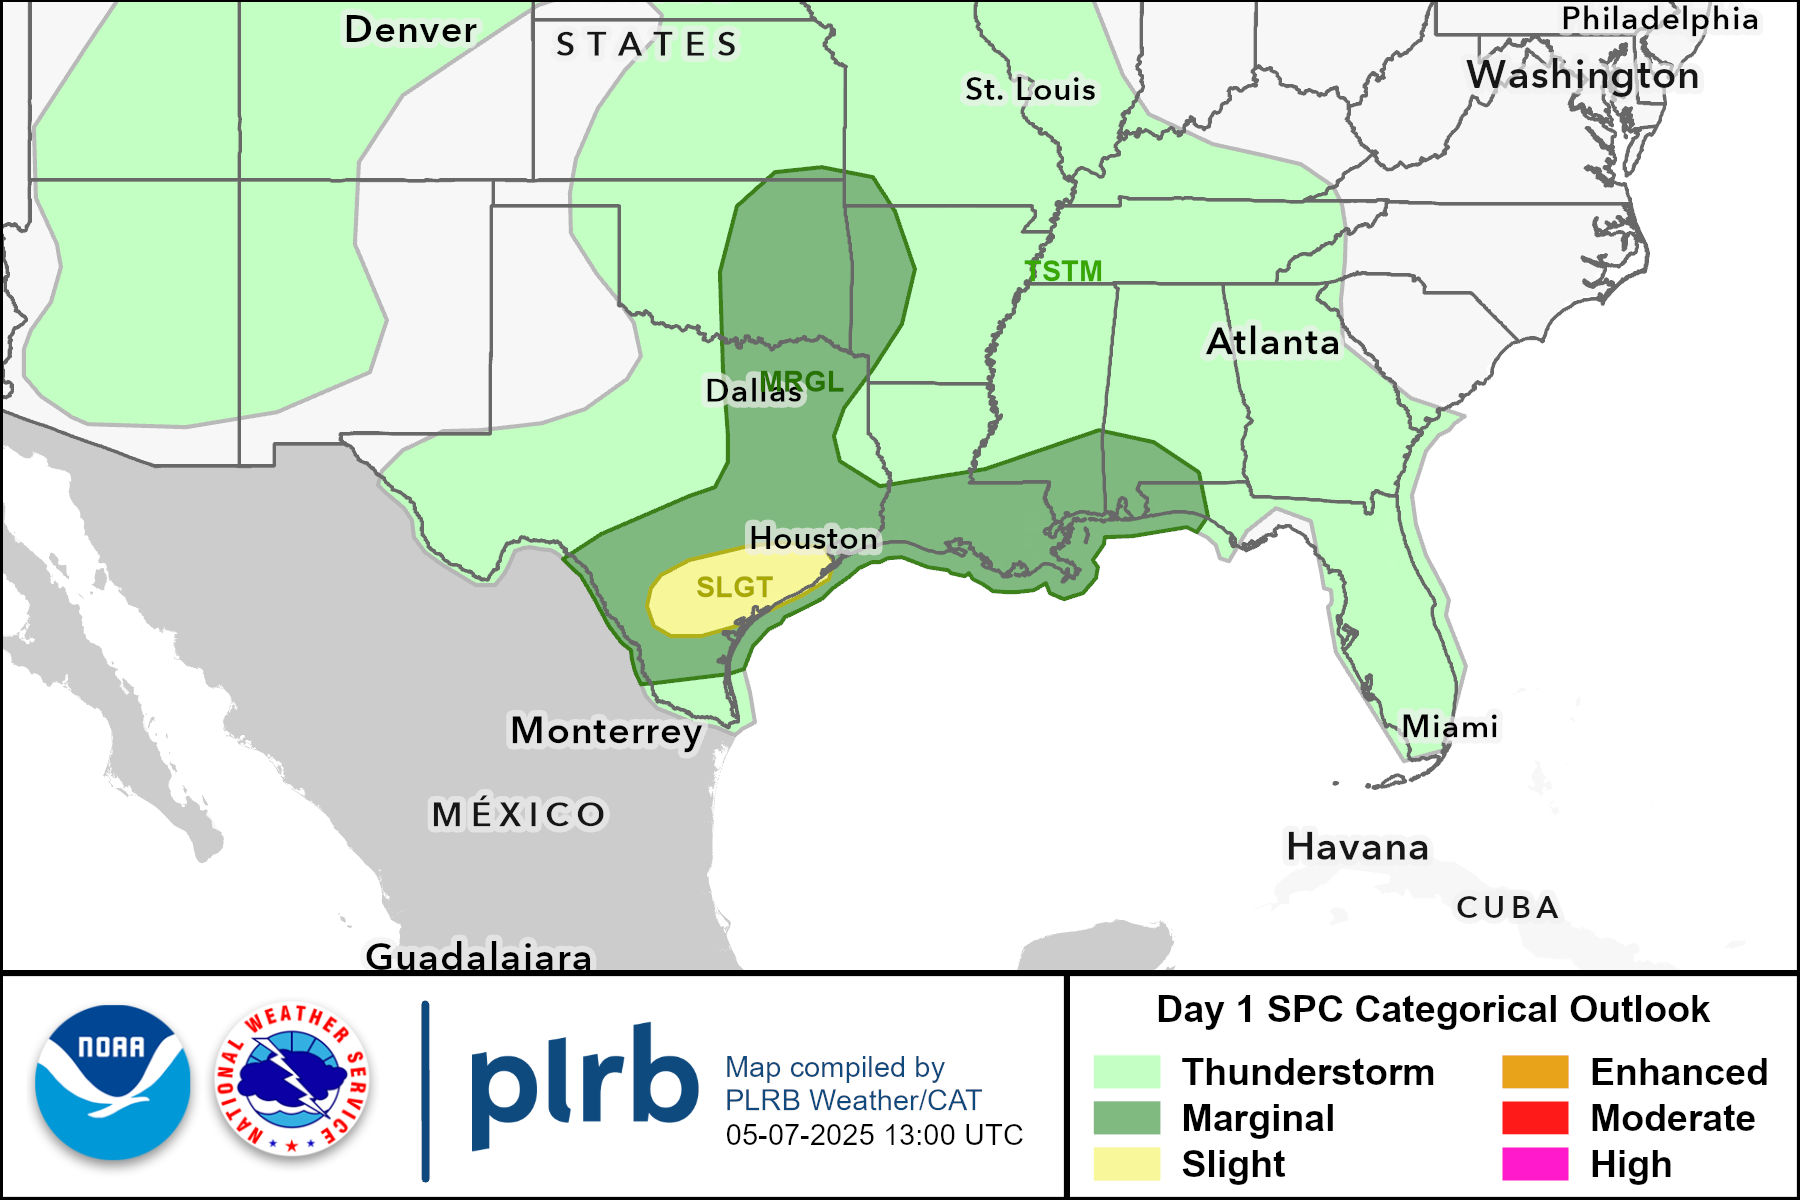 Philadelphia
Denver
STATES
Washington
St. Louis
TSTM
Atlanta
MRGL
Dallas
Houston
SLGT
Monterrey
Miami
MÉXICO
Havana
CUBA
Guadalajara
NOAA
NATIONAL WEATHER SERVICE
plrb
Map compiled by
PLRB Weather/CAT
05-07-2025 13:00 UTC
Day 1 SPC Categorical Outlook
Thunderstorm
Marginal
Slight
Enhanced
Moderate
High